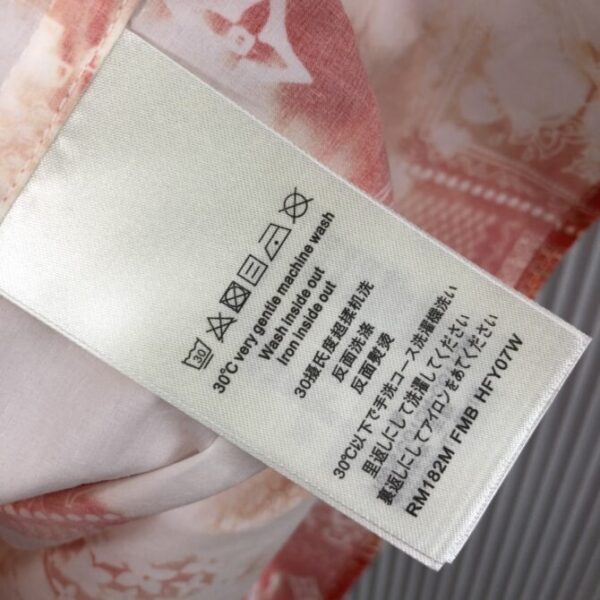 30
30℃ very gentle machine wash
Wash Inside out
Iron Inside out
30攝氏度超柔机洗
反面洗涤
反面熨烫
30℃以下で手洗コース洗濯機洗い
里返しにして洗濯してください
裏返しにしてアイロンをあてください
RM182M FMB HFY07W